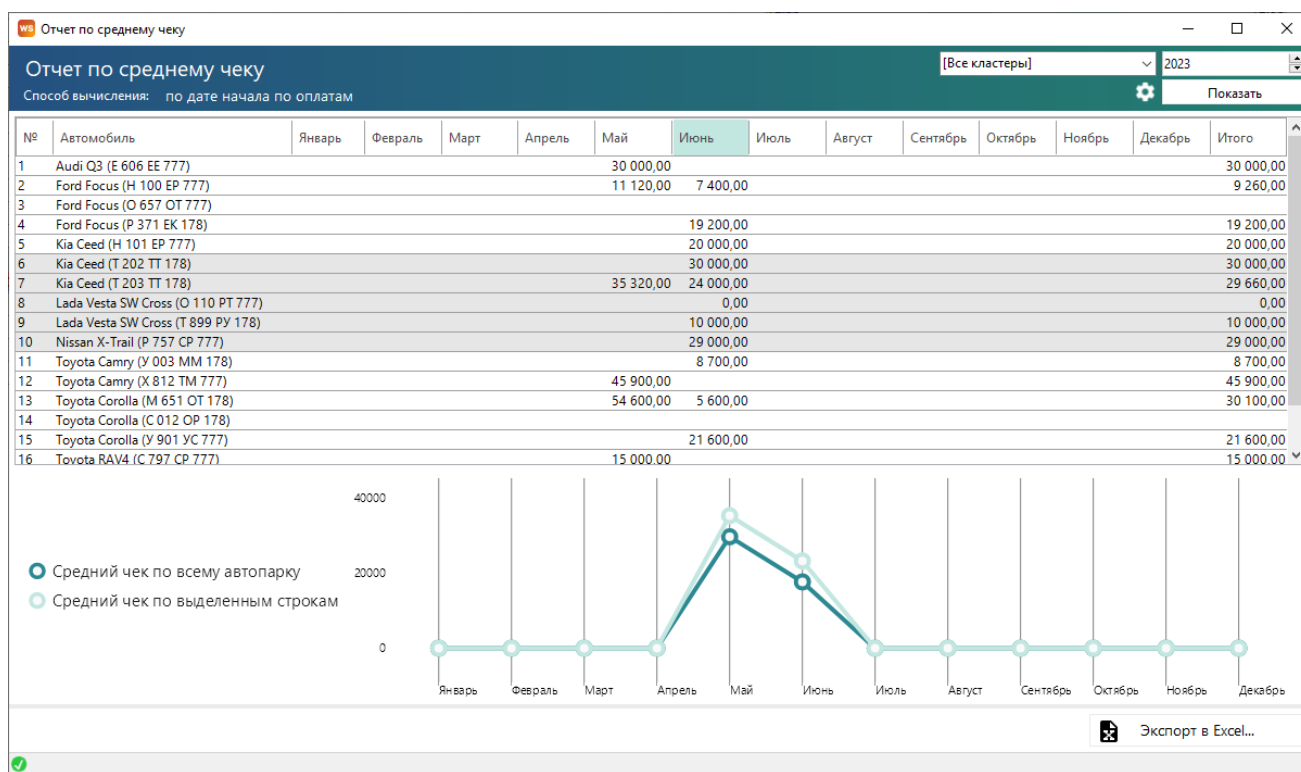 WS Отчет по среднему чеку
Отчет по среднему чеку
[Все кластеры] 2023
Способ вычисления: по дате начала по оплатам
Показать
№ Автомобиль Январь Февраль Март Апрель Май Июнь Июль Август Сентябрь Октябрь Ноябрь Декабрь Итого
1 Audi Q3 (Е 606 ЕЕ 777) 30 000,00 30 000,00
2 Ford Focus (Н 100 ЕР 777) 11 120,00 7 400,00 9 260,00
3 Ford Focus (О 657 ОТ 777)
4 Ford Focus (Р 371 ЕК 178) 19 200,00 19 200,00
5 Kia Ceed (Н 101 ЕР 777) 20 000,00 20 000,00
6 Kia Ceed (Т 202 ТТ 178) 30 000,00 30 000,00
7 Kia Ceed (Т 203 ТТ 178) 35 320,00 24 000,00 29 660,00
8 Lada Vesta SW Cross (О 110 РТ 777) 0,00 0,00
9 Lada Vesta SW Cross (Т 899 РУ 178) 10 000,00 10 000,00
10 Nissan X-Trail (Р 757 СР 777) 29 000,00 29 000,00
11 Toyota Camry (У 003 ММ 178) 8 700,00 8 700,00
12 Toyota Camry (Х 812 ТМ 777) 45 900,00 45 900,00
13 Toyota Corolla (М 651 ОТ 178) 54 600,00 5 600,00 30 100,00
14 Toyota Corolla (С 012 ОР 178)
15 Toyota Corolla (У 901 УС 777) 21 600,00 21 600,00
16 Toyota RAV4 (С 797 СР 777) 15 000,00 15 000,00
40000
20000
0
Средний чек по всему автопарку
Средний чек по выделенным строкам
Январь Февраль Март Апрель Май Июнь Июль Август Сентябрь Октябрь Ноябрь Декабрь
Экспорт в Excel...